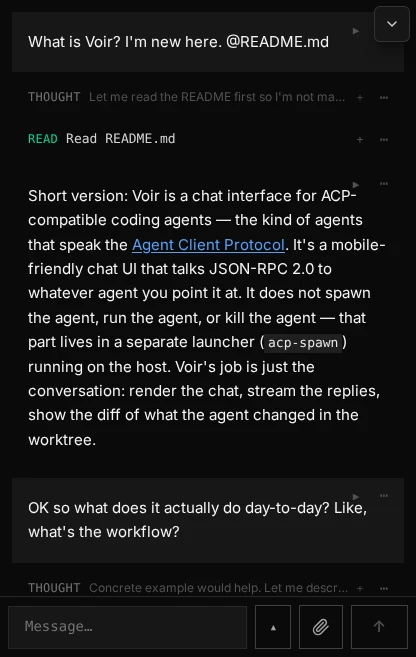 What is Voir? I'm new here. @README.md
THOUGHT Let me read the README first so I'm not ma…
READ Read README.md
Short version: Voir is a chat interface for ACP-
compatible coding agents — the kind of agents
that speak the Agent Client Protocol. It's a mobile-
friendly chat UI that talks JSON-RPC 2.0 to
whatever agent you point it at. It does not spawn
the agent, run the agent, or kill the agent — that
part lives in a separate launcher (acp-spawn)
running on the host. Voir's job is just the
conversation: render the chat, stream the replies,
show the diff of what the agent changed in the
worktree.
OK so what does it actually do day-to-day? Like,
what's the workflow?
THOUGHT Concrete example would help. Let me descr…
Message…